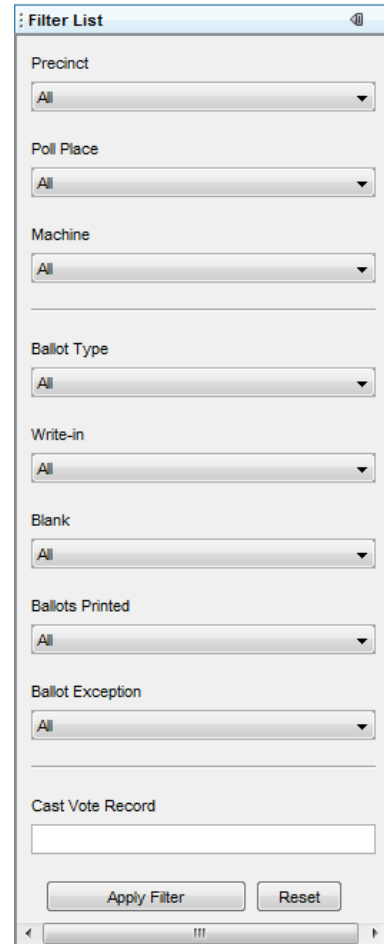 Filter List
Precinct
All
Poll Place
All
Machine
All
Ballot Type
All
Write-in
All
Blank
All
Ballots Printed
All
Ballot Exception
All
Cast Vote Record
Apply Filter Reset